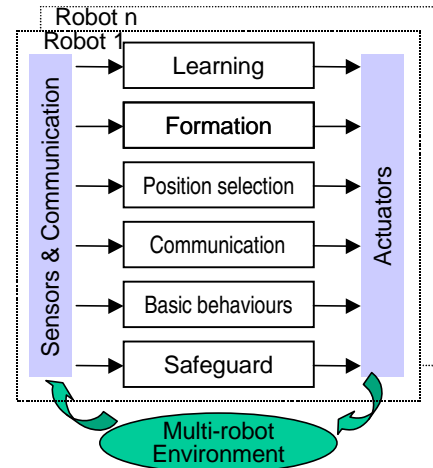 Robot n
Robot 1
Sensors & Communication
Learning
Formation
Position selection
Communication
Basic behaviours
Safeguard
Actuators
Multi-robot
Environment